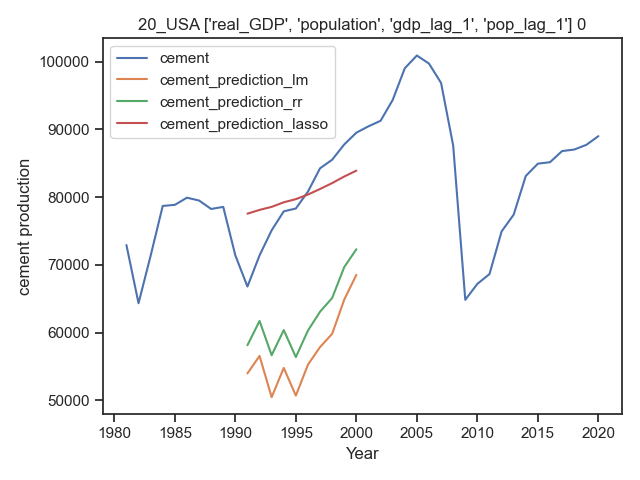 20_USA ['real_GDP', 'population', 'gdp_lag_1', 'pop_lag_1'] 0
cement
cement_prediction_lm
cement_prediction_rr
cement_prediction_lasso
cement production
100000
90000
80000
70000
60000
50000
1980 1985 1990 1995 2000 2005 2010 2015 2020
Year